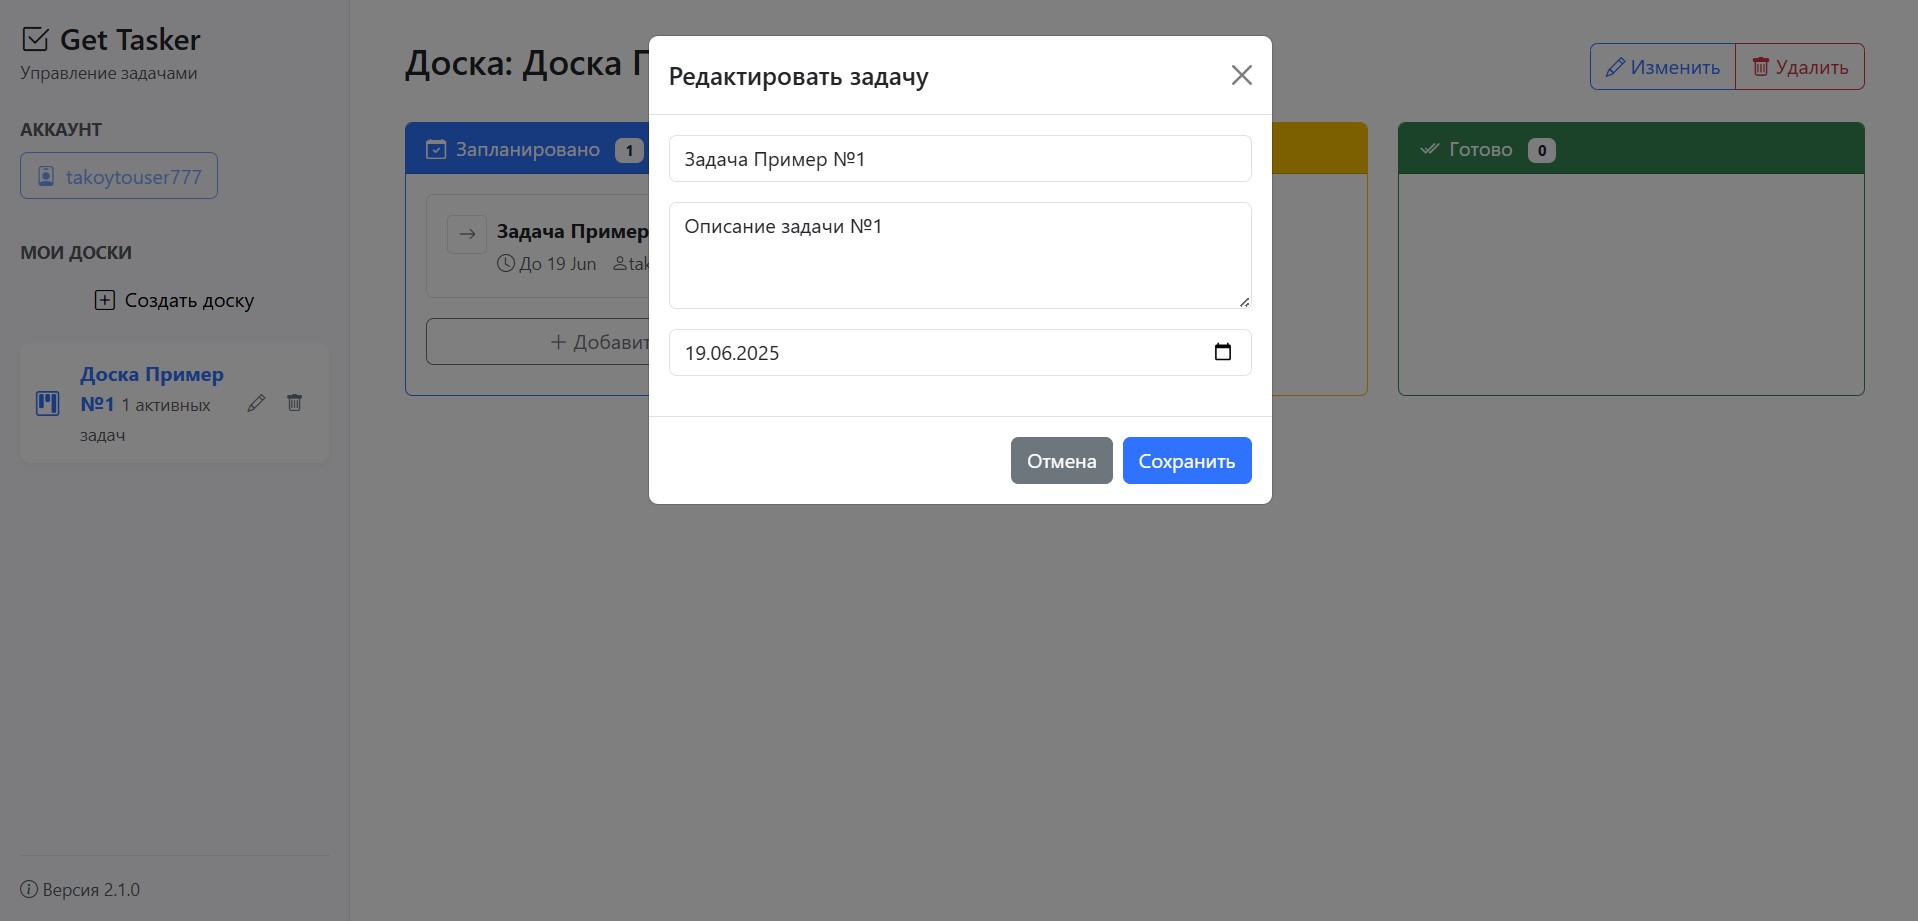 Get Tasker
Управление задачами
АККАУНТ
takoytouser777
МОИ ДОСКИ
Создать доску
Доска Пример
№1 1 активных
задач
Версия 2.1.0
Доска: Доска
Изменить
Удалить
Запланировано 1
Задача Пример
До 19 Jun
Готово 0
Редактировать задачу
Задача Пример №1
Описание задачи №1
19.06.2025
Отмена
Сохранить